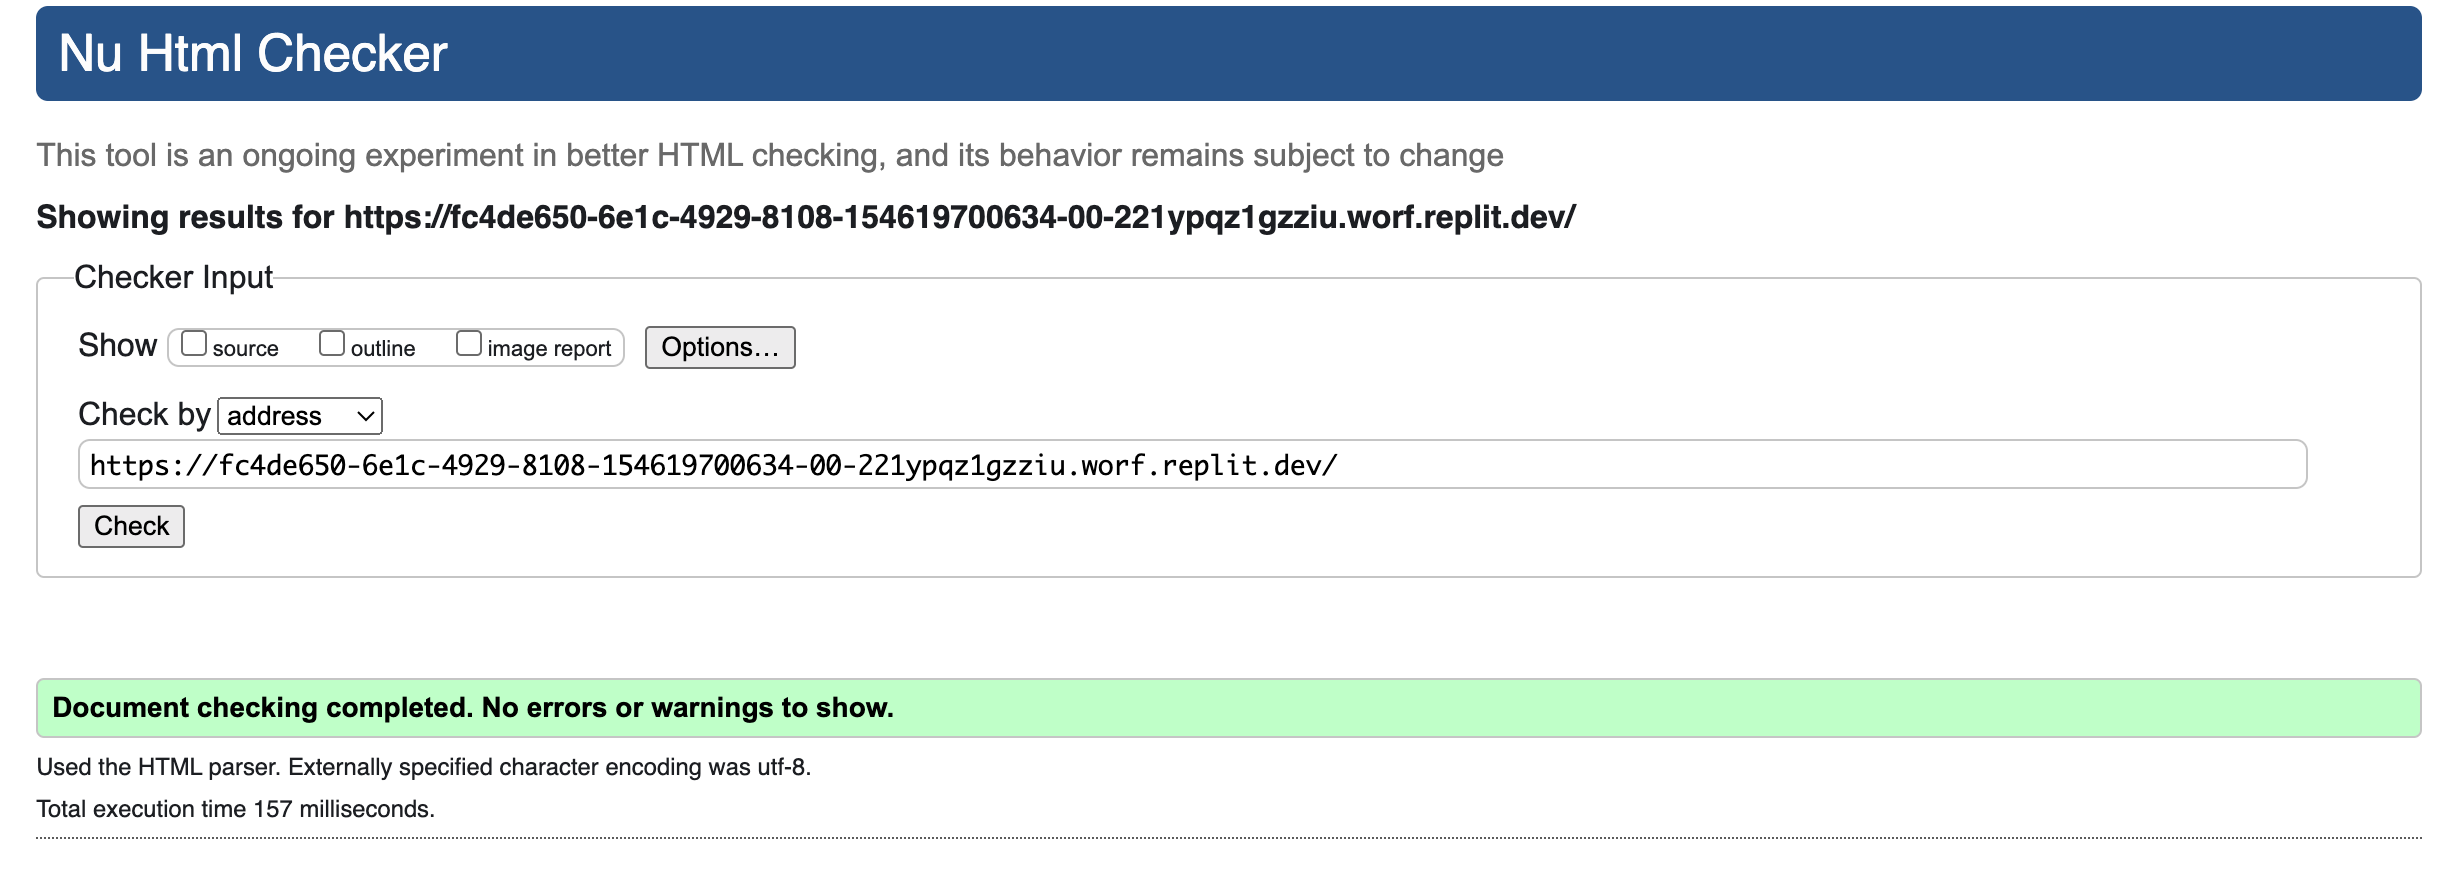 Nu Html Checker
This tool is an ongoing experiment in better HTML checking, and its behavior remains subject to change
Showing results for https://fc4de650-6e1c-4929-8108-154619700634-00-221ypqz1gzziu.worf.replit.dev/
Checker Input
Show source outline image report Options...
Check by address
https://fc4de650-6e1c-4929-8108-154619700634-00-221ypqz1gzziu.worf.replit.dev/
Check
Document checking completed. No errors or warnings to show.
Used the HTML parser. Externally specified character encoding was utf-8.
Total execution time 157 milliseconds.